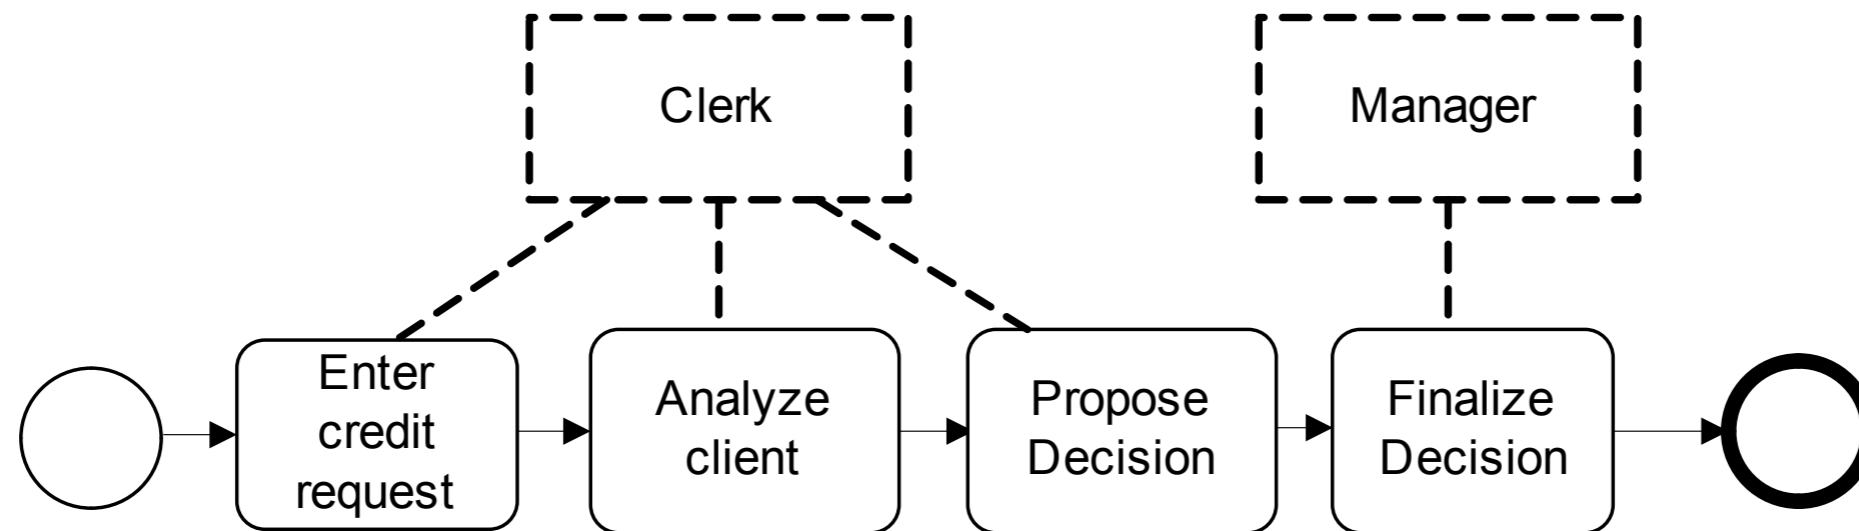 Clerk
Manager
Enter
credit
request
Analyze
client
Propose
Decision
Finalize
Decision